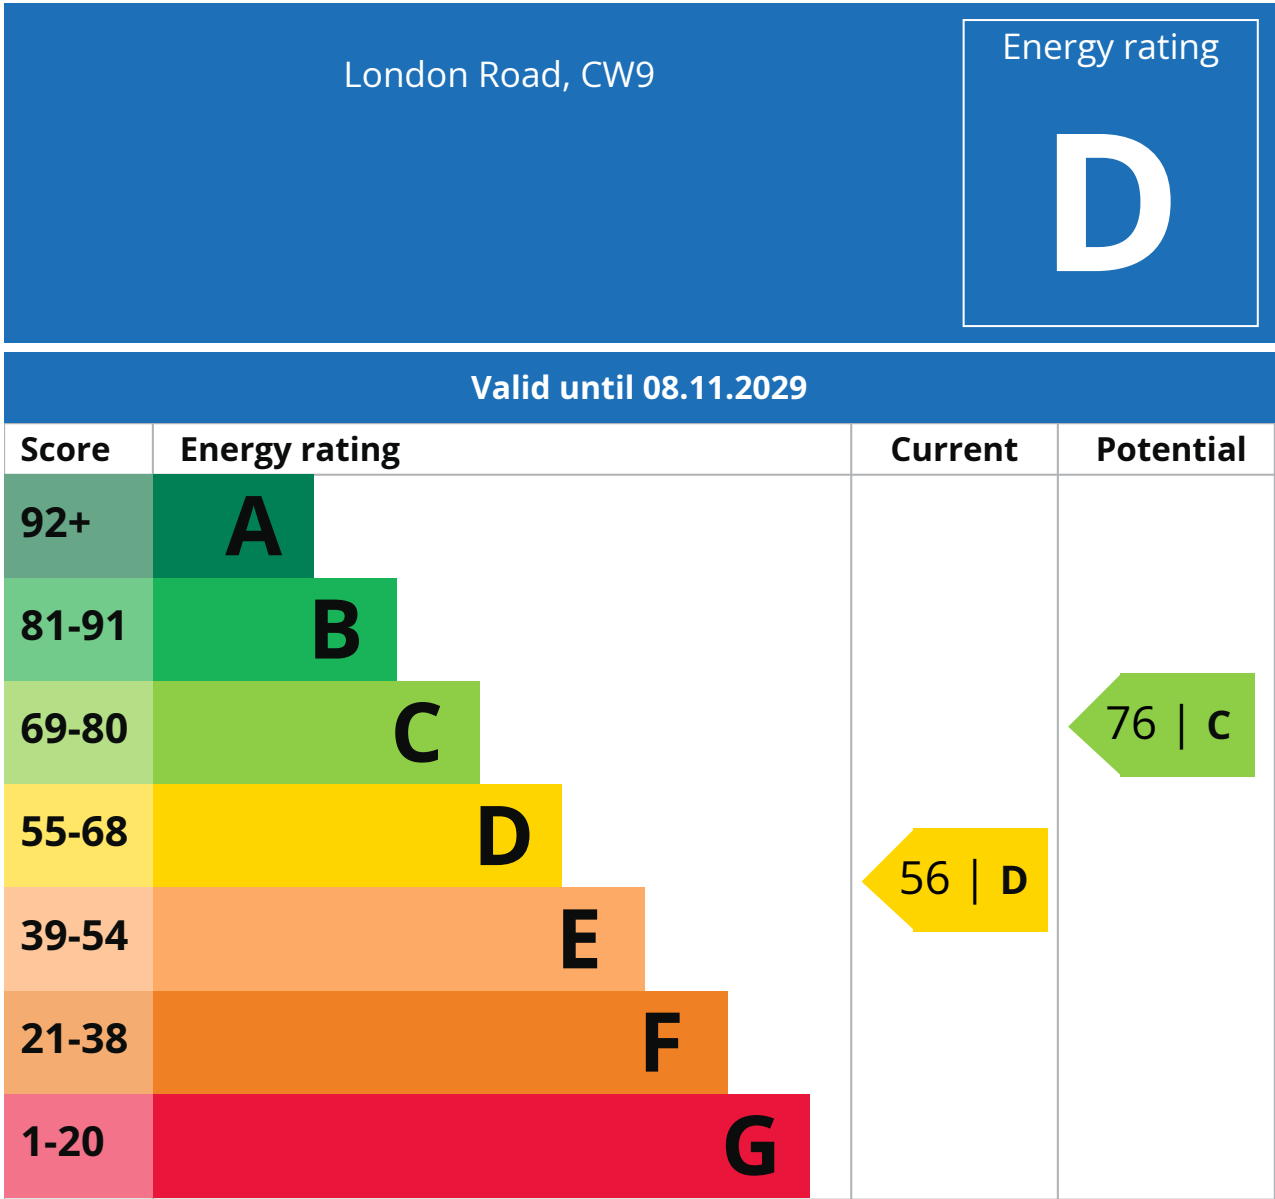 London Road, CW9
Energy rating
D
Valid until 08.11.2029
Score Energy rating Current Potential
92+ A
81-91 B
69-80 C
76 | C
55-68 D
56 | D
39-54 E
21-38 F
1-20 G